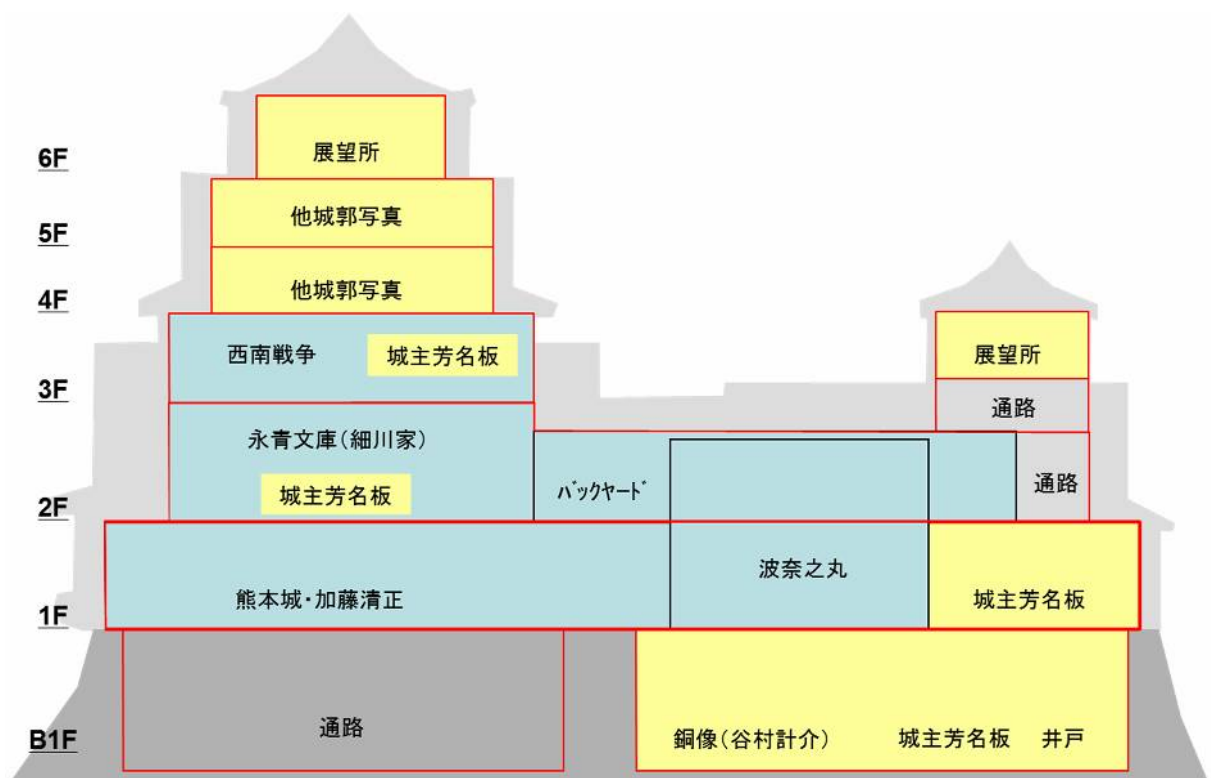 6F
展望所
5F
他城郭写真
4F
他城郭写真
展望所
3F
西南戦争
城主芳名板
通路
2F
永青文庫(細川家)
城主芳名板
ﾊﾞｯｸﾔｰﾄﾞ
通路
1F
熊本城・加藤清正
波奈之丸
城主芳名板
B1F
通路
銅像(谷村計介)
城主芳名板
井戸